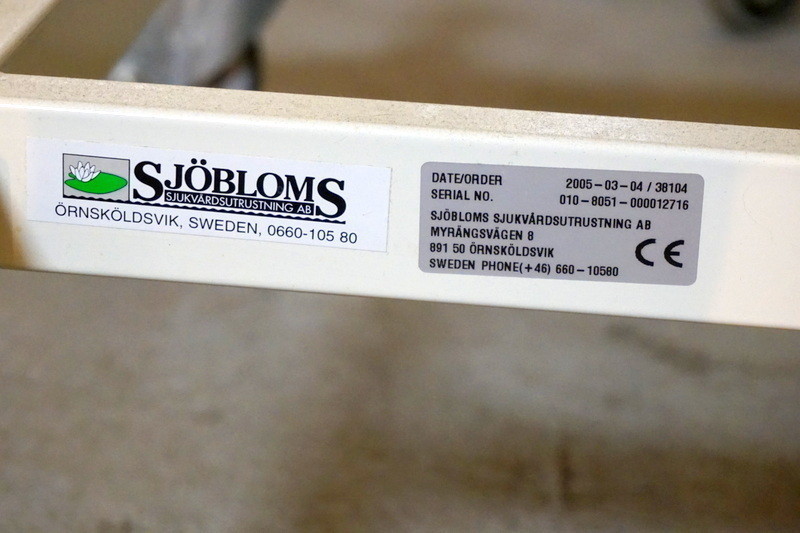 SJÖBLOMS
SJUKVÅRDSUTRUSTNING AB
ÖRNSKÖLDSVIK, SWEDEN, 0660-105 80
DATE/ORDER 2005-03-04 / 38104
SERIAL NO. 010-8051-000012716
SJÖBLOMS SJUKVÅRDSUTRUSTNING AB
MYRÄNGSVÄGEN 8
891 50 ÖRNSKÖLDSVIK
SWEDEN PHONE(+46) 660-10580
CE